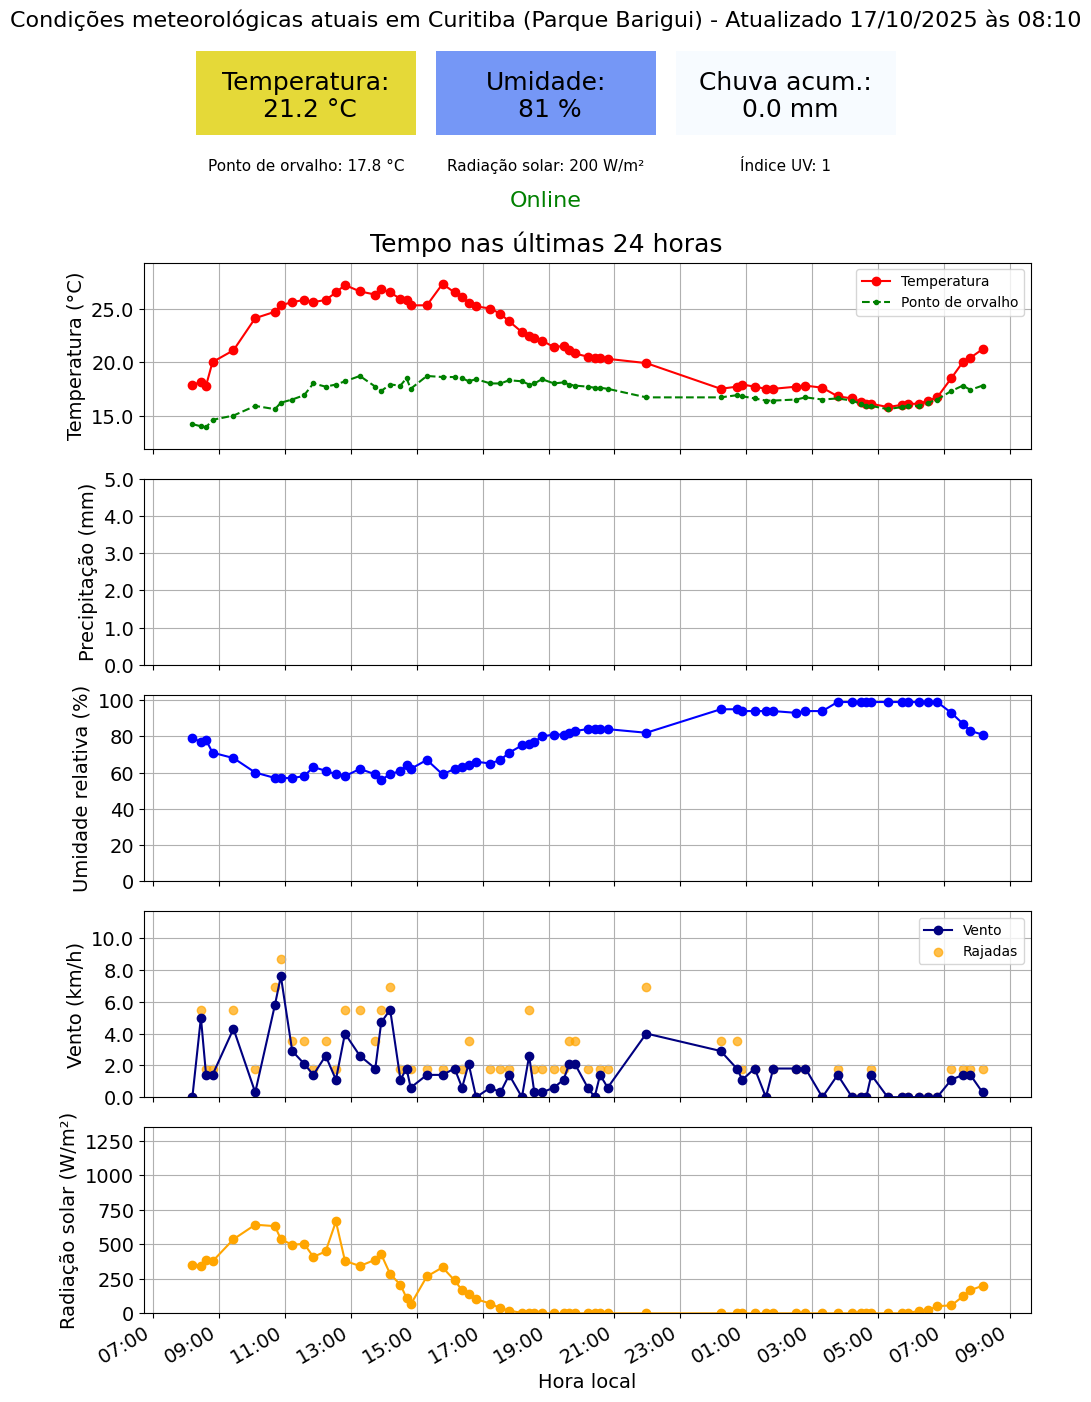 Condições meteorológicas atuais em Curitiba (Parque Barigui) - Atualizado 17/10/2025 às 08:10
Temperatura:
21.2 °C
Umidade:
81 %
Chuva acum.:
0.0 mm
Ponto de orvalho: 17.8 °C
Radiação solar: 200 W/m²
Índice UV: 1
Online
Tempo nas últimas 24 horas
Temperatura (°C)
25.0
20.0
15.0
Temperatura
Ponto de orvalho
Precipitação (mm)
5.0
4.0
3.0
2.0
1.0
0.0
Umidade relativa (%)
100
80
60
40
20
0
Vento (km/h)
10.0
8.0
6.0
4.0
2.0
0.0
Vento
Rajadas
Radiação solar (W/m²)
1250
1000
750
500
250
0
07:00
09:00
11:00
13:00
15:00
17:00
19:00
21:00
23:00
01:00
03:00
05:00
07:00
09:00
Hora local